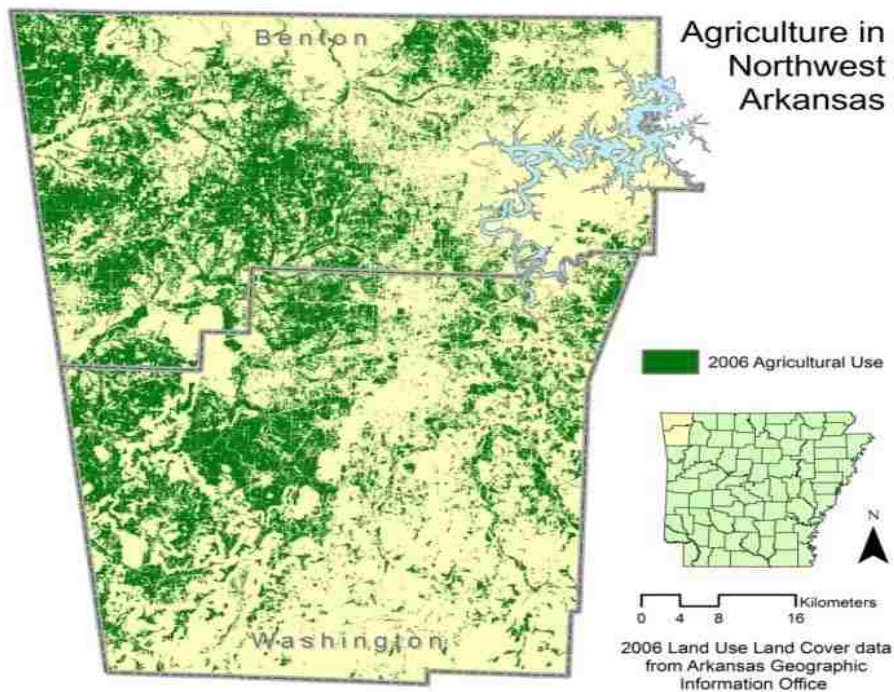 Agriculture in
Northwest
Arkansas
Benton
Washington
2006 Agricultural Use
N
Kilometers
0 4 8 16
2006 Land Use Land Cover data
from Arkansas Geographic
Information Office